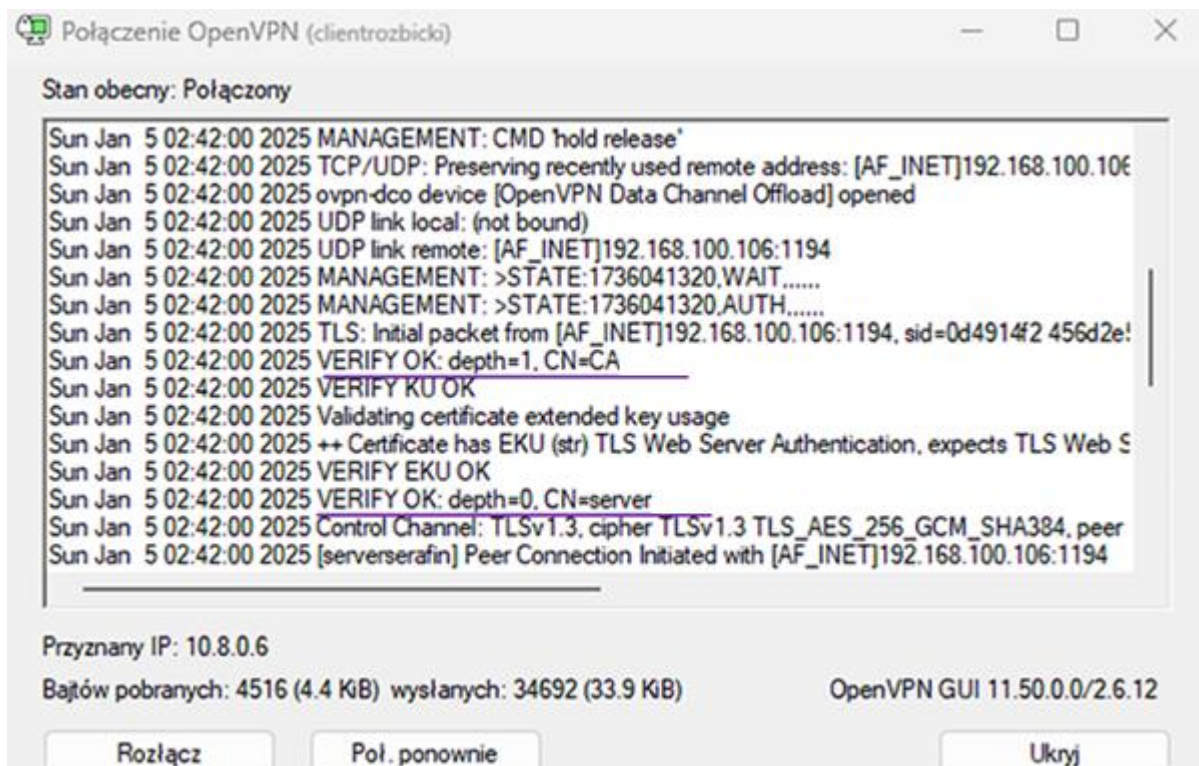 Połączenie OpenVPN (clientrozbicki)
Stan obecny: Połączony
Sun Jan 5 02:42:00 2025 MANAGEMENT: CMD 'hold release'
Sun Jan 5 02:42:00 2025 TCP/UDP: Preserving recently used remote address: [AF_INET]192.168.100.106
Sun Jan 5 02:42:00 2025 ovpn-dco device [OpenVPN Data Channel Offload] opened
Sun Jan 5 02:42:00 2025 UDP link local: (not bound)
Sun Jan 5 02:42:00 2025 UDP link remote: [AF_INET]192.168.100.106:1194
Sun Jan 5 02:42:00 2025 MANAGEMENT: >STATE:1736041320,WAIT,,,,,,
Sun Jan 5 02:42:00 2025 MANAGEMENT: >STATE:1736041320,AUTH,,,,,,
Sun Jan 5 02:42:00 2025 TLS: Initial packet from [AF_INET]192.168.100.106:1194, sid=0d4914f2 456d2e
Sun Jan 5 02:42:00 2025 VERIFY OK: depth=1, CN=CA
Sun Jan 5 02:42:00 2025 VERIFY KU OK
Sun Jan 5 02:42:00 2025 Validating certificate extended key usage
Sun Jan 5 02:42:00 2025 ++ Certificate has EKU (str) TLS Web Server Authentication, expects TLS Web S
Sun Jan 5 02:42:00 2025 VERIFY EKU OK
Sun Jan 5 02:42:00 2025 VERIFY OK: depth=0, CN=server
Sun Jan 5 02:42:00 2025 Control Channel: TLSv1.3, cipher TLSv1.3 TLS_AES_256_GCM_SHA384, peer
Sun Jan 5 02:42:00 2025 [serverserafin] Peer Connection Initiated with [AF_INET]192.168.100.106:1194
Przyznany IP: 10.8.0.6
Bajtów pobranych: 4516 (4.4 KiB) wysłanych: 34692 (33.9 KiB) OpenVPN GUI 11.50.0.0/2.6.12
Rozłącz Poł. ponownie Ukryj